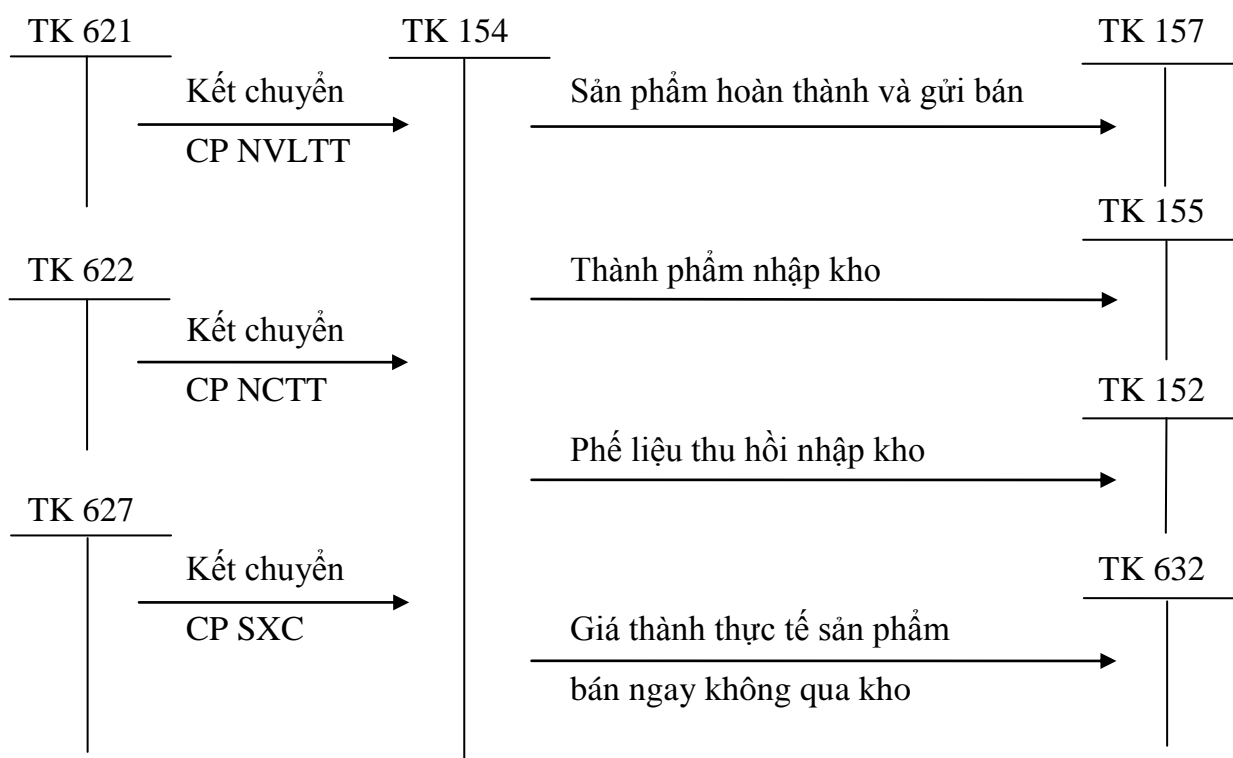 TK 621
TK 154
TK 157
Kết chuyển
CP NVLTT
Sản phẩm hoàn thành và gửi bán
TK 155
TK 622
Thành phẩm nhập kho
Kết chuyển
CP NCTT
TK 152
Phế liệu thu hồi nhập kho
TK 627
Kết chuyển
CP SXC
TK 632
Giá thành thực tế sản phẩm
bán ngay không qua kho